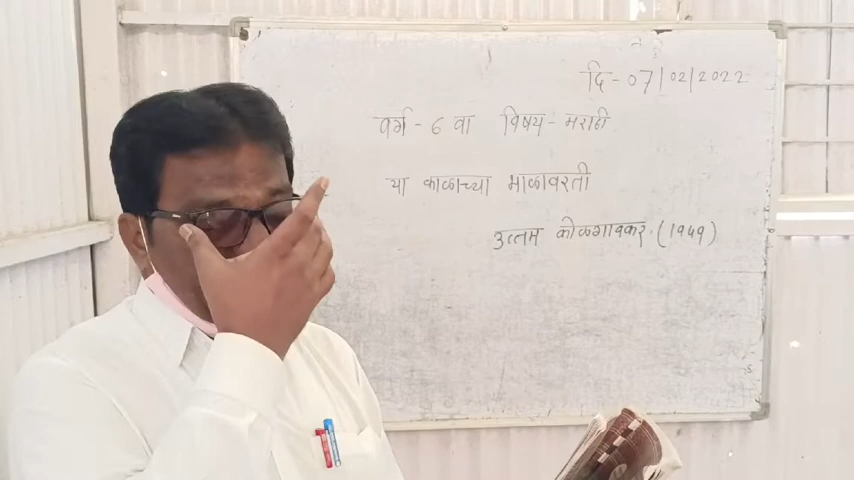 दि - 07/02/2022
वर्ग - 6 वा विषय - मराठी
या काळाच्या भाळावरती
उत्तम कोळगावकर. (1949)